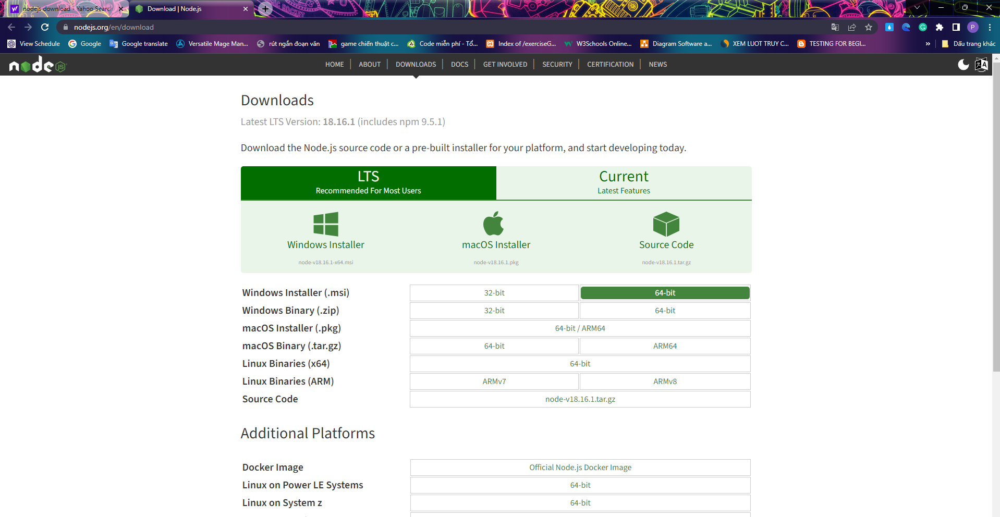 nodejs download - Yahoo Search
Download | Node.js
nodejs.org/en/download
P
View Schedule
Google
Google translate
Versatile Mage Man...
rút ngắn đoạn văn
game chiến thuật c...
Code miễn phí - Tổ...
Index of /exerciseG...
W3Schools Online...
Diagram Software a...
XEM LUOT TRUY C...
TESTING FOR BEGI...
»
Dấu trang khác
node JS
HOME
ABOUT
DOWNLOADS
DOCS
GET INVOLVED
SECURITY
CERTIFICATION
NEWS
Downloads
Latest LTS Version: 18.16.1 (includes npm 9.5.1)
Download the Node.js source code or a pre-built installer for your platform, and start developing today.
LTS
Recommended For Most Users
Current
Latest Features
Windows Installer
node-v18.16.1-x64.msi
macOS Installer
node-v18.16.1.pkg
Source Code
node-v18.16.1.tar.gz
Windows Installer (.msi) 32-bit 64-bit
Windows Binary (.zip) 32-bit 64-bit
macOS Installer (.pkg) 64-bit / ARM64
macOS Binary (.tar.gz) 64-bit ARM64
Linux Binaries (x64) 64-bit
Linux Binaries (ARM) ARMv7 ARMv8
Source Code node-v18.16.1.tar.gz
Additional Platforms
Docker Image Official Node.js Docker Image
Linux on Power LE Systems 64-bit
Linux on System z 64-bit